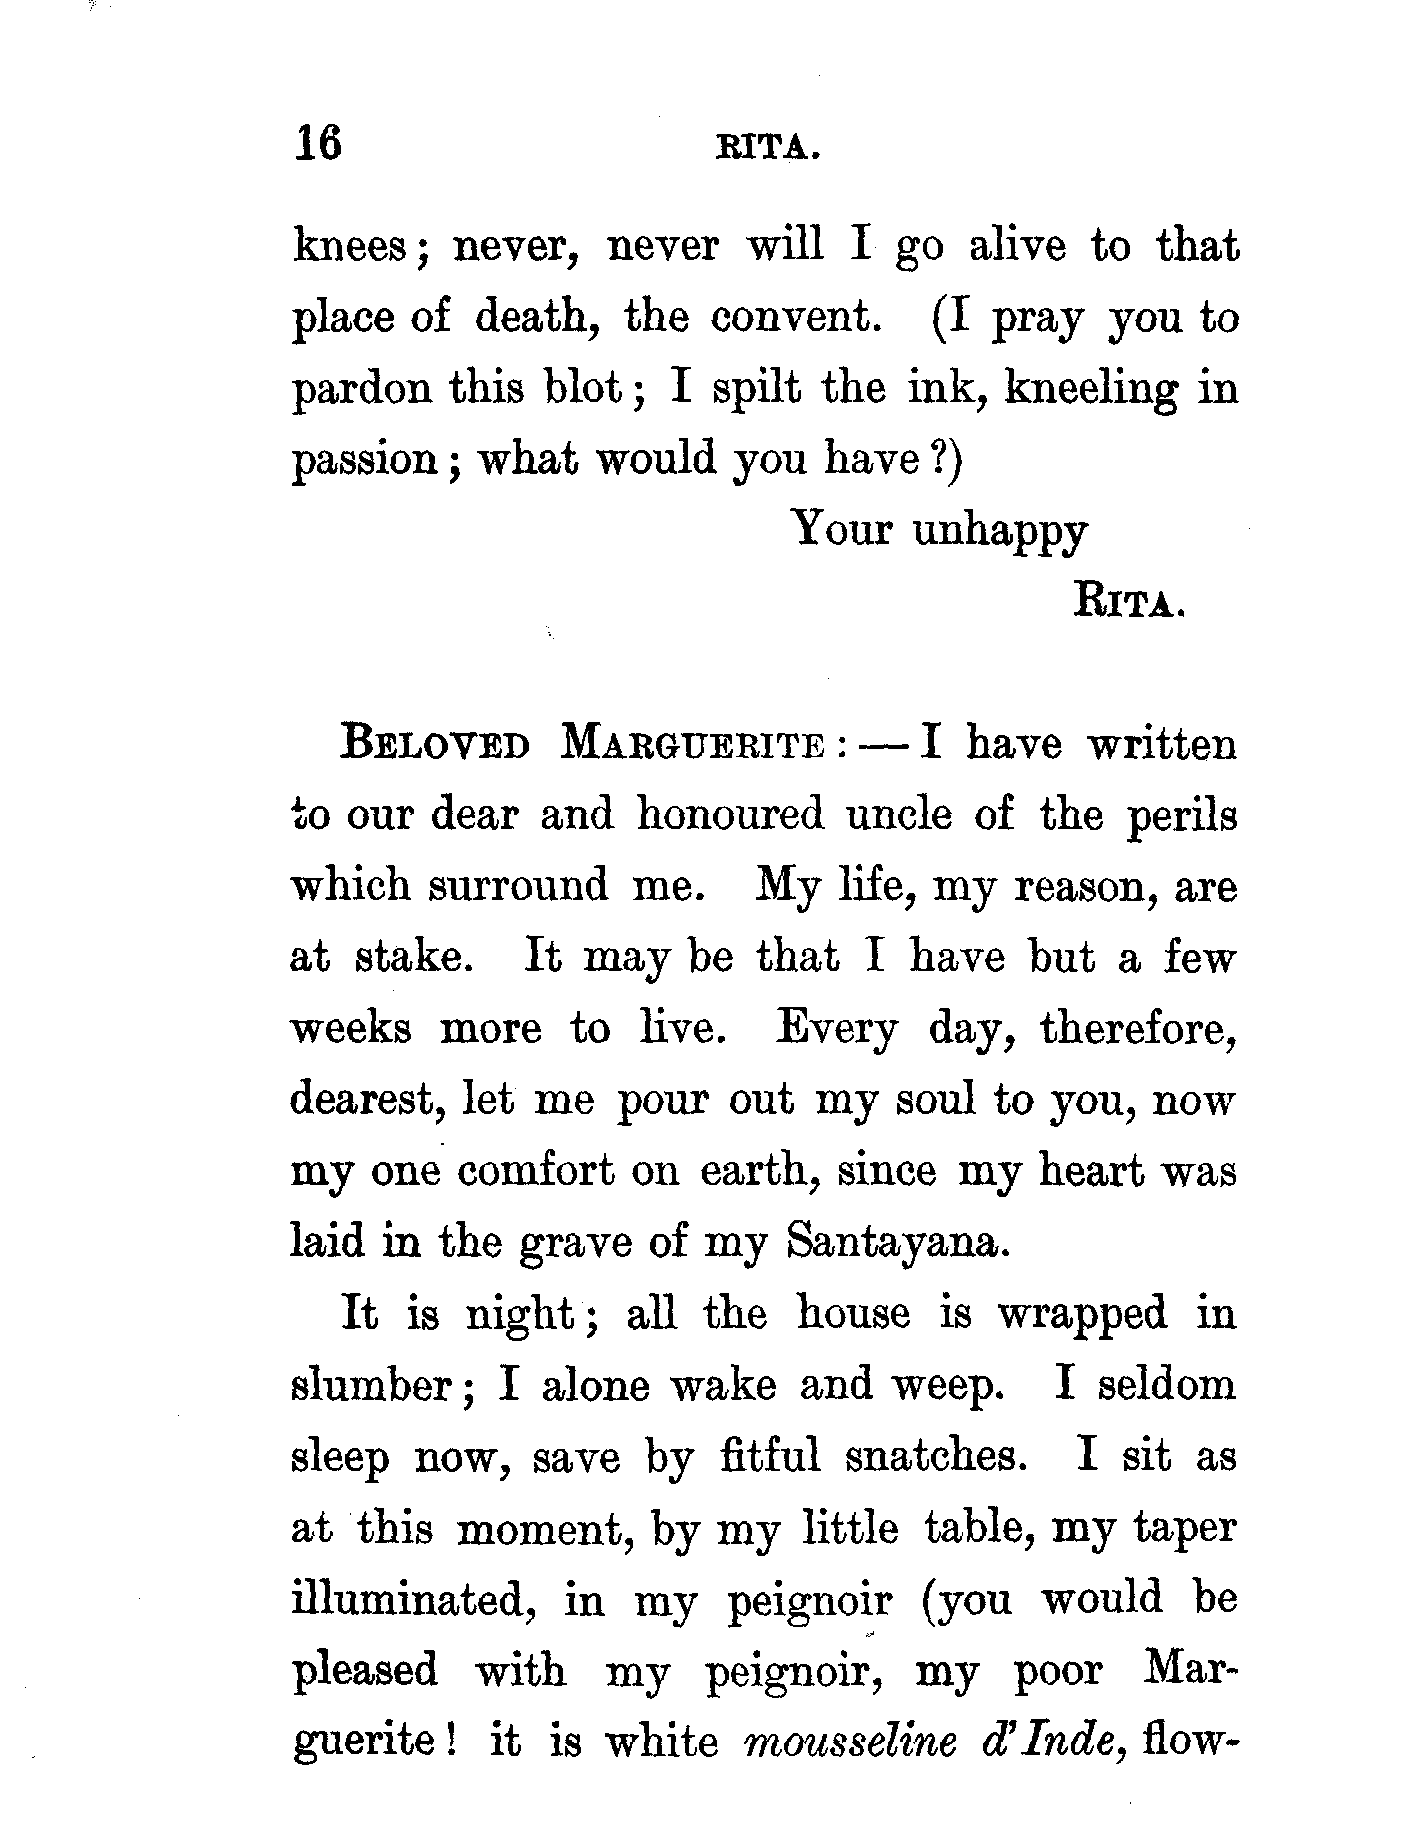 16 RITA.
knees; never, never will I go alive to that
place of death, the convent. (I pray you to
pardon this blot; I spilt the ink, kneeling in
passion; what would you have?)
Your unhappy
RITA.
BELOVED MARGUERITE:—I have written
to our dear and honoured uncle of the perils
which surround me. My life, my reason, are
at stake. It may be that I have but a few
weeks more to live. Every day, therefore,
dearest, let me pour out my soul to you, now
my one comfort on earth, since my heart was
laid in the grave of my Santayana.
It is night; all the house is wrapped in
slumber; I alone wake and weep. I seldom
sleep now, save by fitful snatches. I sit as
at this moment, by my little table, my taper
illuminated, in my peignoir (you would be
pleased with my peignoir, my poor Mar-
guerite! it is white mousseline d'Inde, flow-